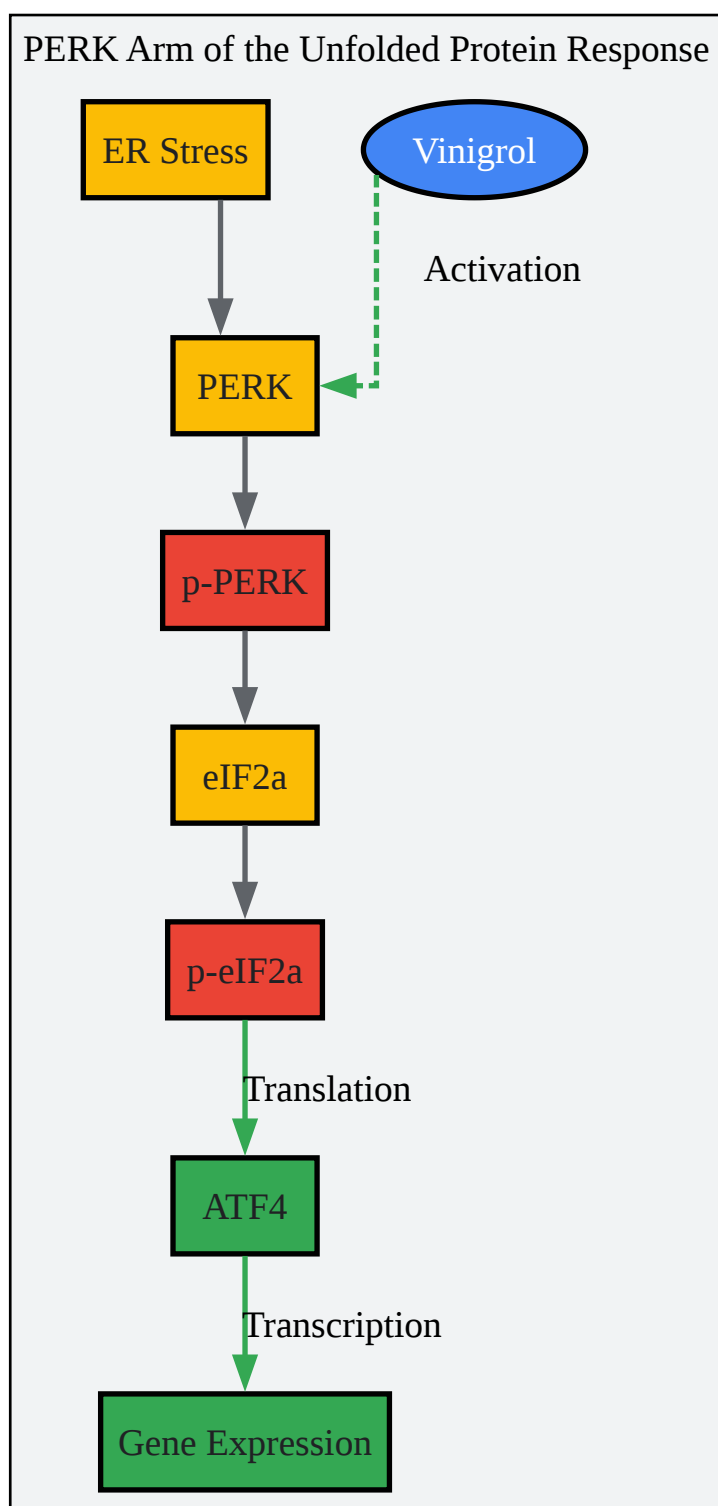 PERK Arm of the Unfolded Protein Response
ER Stress
Vinigrol
Activation
PERK
p-PERK
eIF2a
p-eIF2a
Translation
ATF4
Transcription
Gene Expression